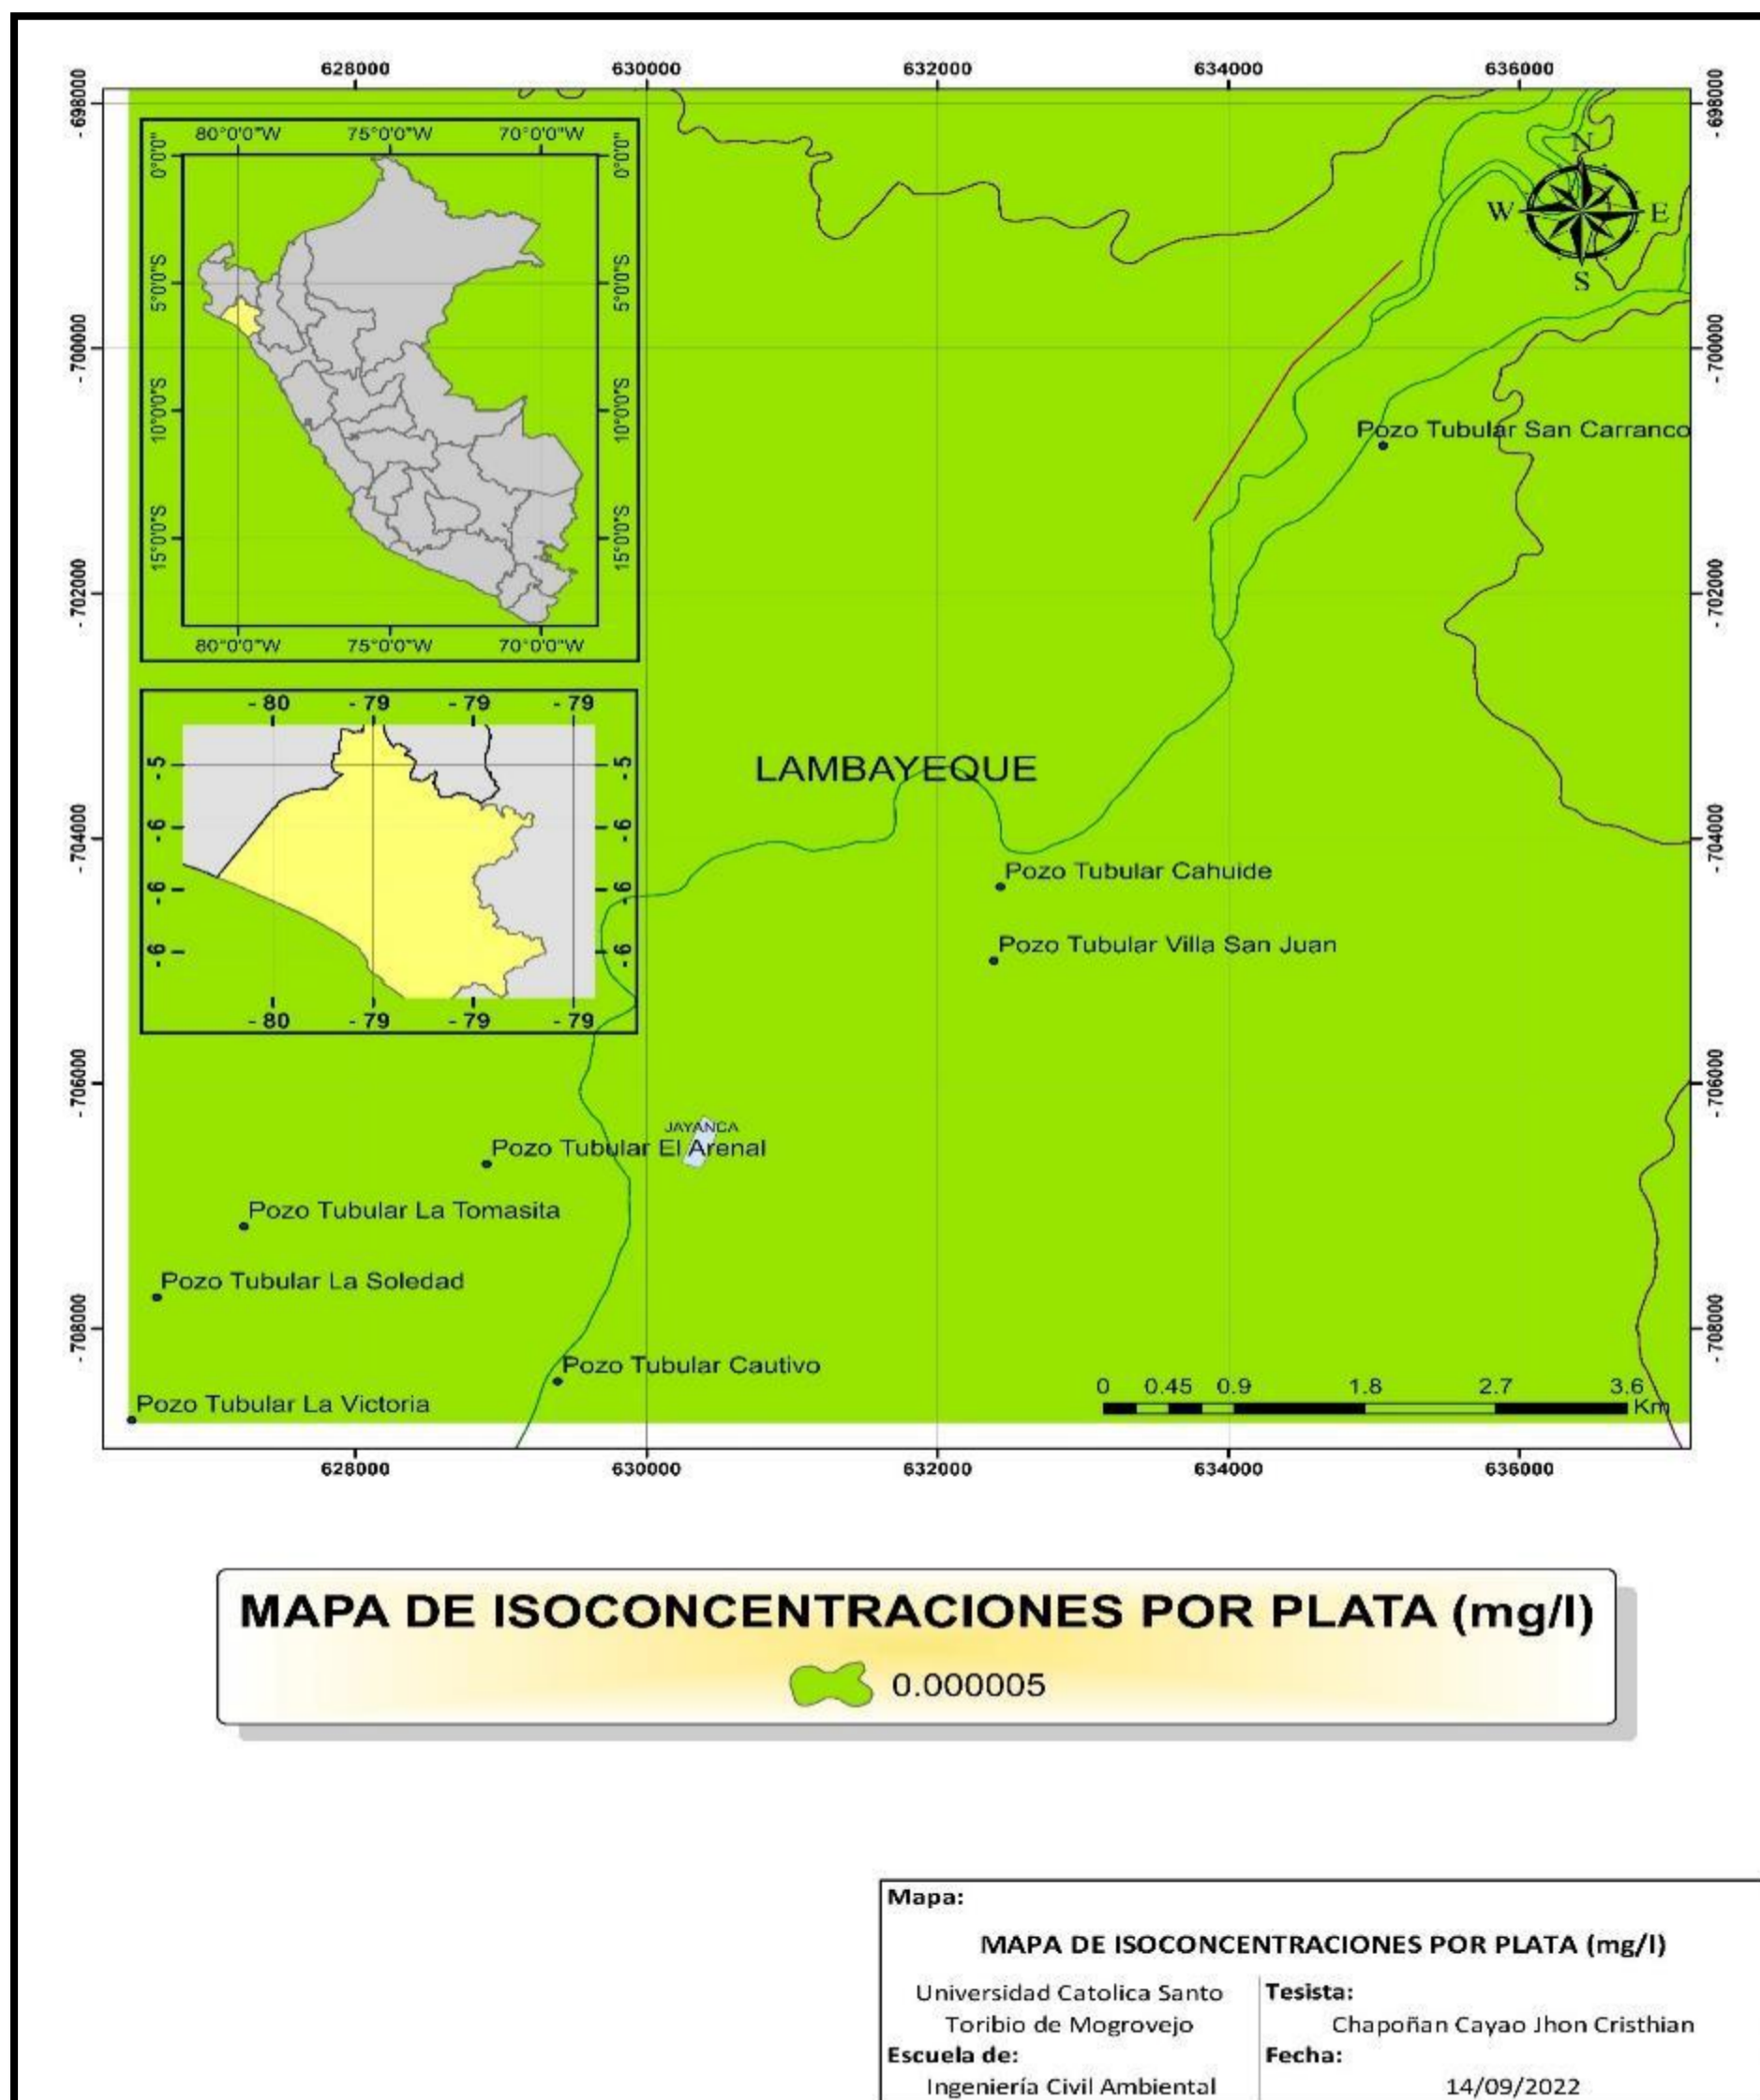 628000 630000 632000 634000 636000
-698000 -698000
80°0'0"W 75°0'0"W 70°0'0"W
0°0'0" 0°0'0"
5°0'0"S 5°0'0"S
10°0'0"S 10°0'0"S
15°0'0"S 15°0'0"S
80°0'0"W 75°0'0"W 70°0'0"W
N
W E
S
-700000 -700000
Pozo Tubular San Carranco
-702000 -702000
-80 -79 -79 -79
-5 -5
-6 -6
-6 -6
-6 -6
-80 -79 -79 -79
LAMBAYEQUE
-704000 -704000
Pozo Tubular Cahuide
Pozo Tubular Villa San Juan
-706000 -706000
JAYANCA
Pozo Tubular El Arenal
Pozo Tubular La Tomasita
Pozo Tubular La Soledad
-708000 -708000
Pozo Tubular Cautivo
Pozo Tubular La Victoria
0 0.45 0.9 1.8 2.7 3.6
Km
628000 630000 632000 634000 636000
MAPA DE ISOCONCENTRACIONES POR PLATA (mg/l)
0.000005
Mapa:
MAPA DE ISOCONCENTRACIONES POR PLATA (mg/l)
Universidad Catolica Santo
Toribio de Mogrovejo
Tesista:
Chapoñan Cayao Jhon Cristhian
Escuela de:
Ingeniería Civil Ambiental
Fecha:
14/09/2022